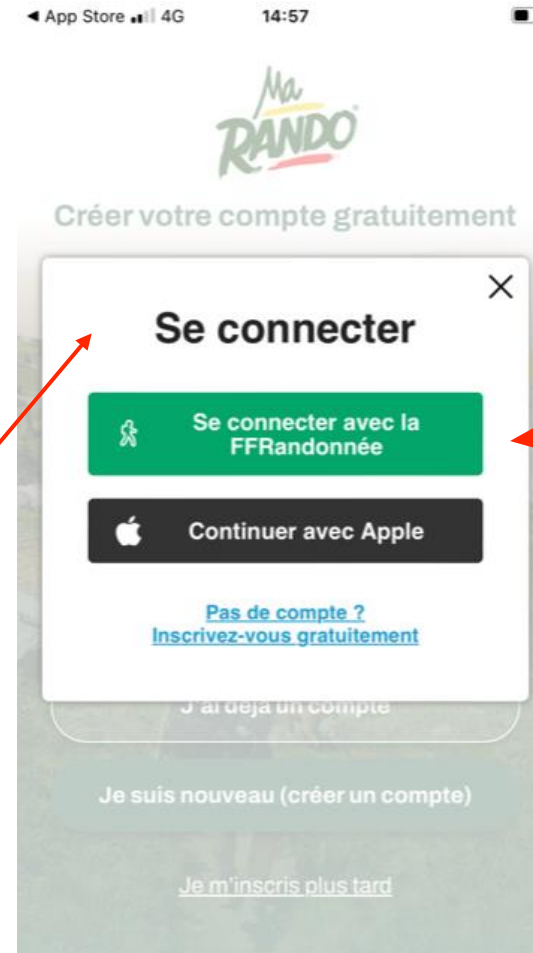 ◀ App Store 4G 14:57
Ma
RANDO
Créer votre compte gratuitement
Se connecter
Se connecter avec la
FFRandonnée
Continuer avec Apple
Pas de compte ?
Inscrivez-vous gratuitement
J'ai déjà un compte
Je suis nouveau (créer un compte)
Je m'inscris plus tard